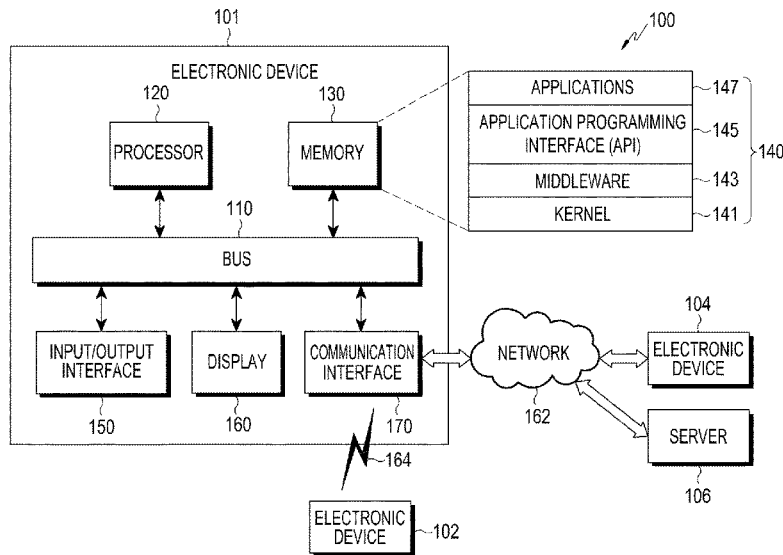 101
100
ELECTRONIC DEVICE
120
130
PROCESSOR
MEMORY
APPLICATIONS
147
APPLICATION PROGRAMMING
INTERFACE (API)
145
140
MIDDLEWARE
143
KERNEL
141
110
BUS
INPUT/OUTPUT
INTERFACE
DISPLAY
COMMUNICATION
INTERFACE
150
160
170
NETWORK
162
104
ELECTRONIC
DEVICE
SERVER
106
164
ELECTRONIC
DEVICE
102